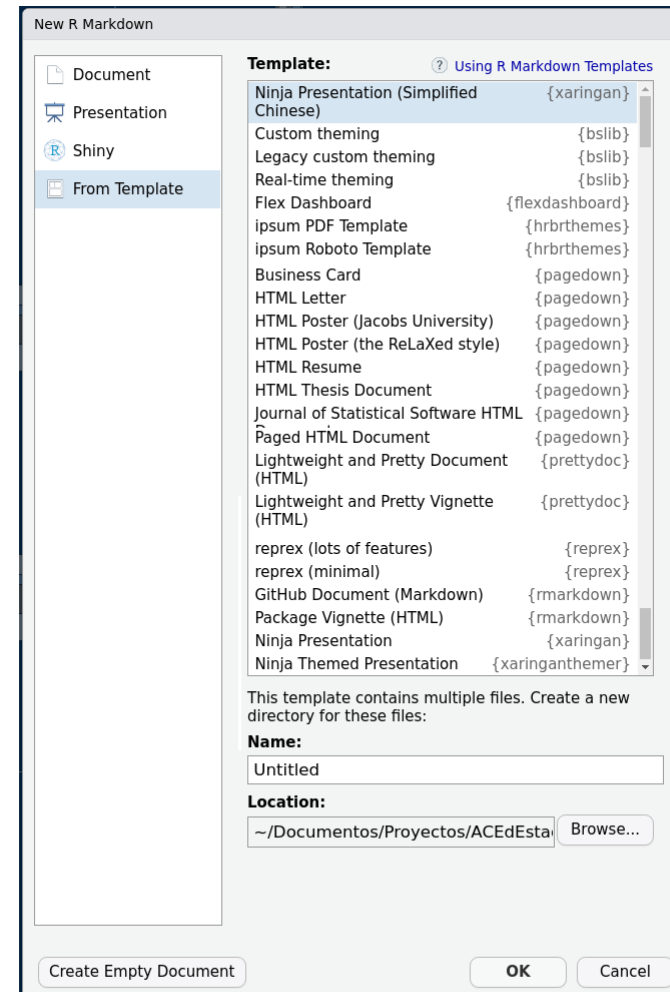 New R Markdown
Document
Presentation
Shiny
From Template
Template:
? Using R Markdown Templates
Ninja Presentation (Simplified {xaringan}
Chinese)
Custom theming {bslib}
Legacy custom theming {bslib}
Real-time theming {bslib}
Flex Dashboard {flexdashboard}
ipsum PDF Template {hrbrthemes}
ipsum Roboto Template {hrbrthemes}
Business Card {pagedown}
HTML Letter {pagedown}
HTML Poster (Jacobs University) {pagedown}
HTML Poster (the ReLaXed style) {pagedown}
HTML Resume {pagedown}
HTML Thesis Document {pagedown}
Journal of Statistical Software HTML {pagedown}
Paged HTML Document {pagedown}
Lightweight and Pretty Document {prettydoc}
(HTML)
Lightweight and Pretty Vignette {prettydoc}
(HTML)
reprex (lots of features) {reprex}
reprex (minimal) {reprex}
GitHub Document (Markdown) {rmarkdown}
Package Vignette (HTML) {rmarkdown}
Ninja Presentation {xaringan}
Ninja Themed Presentation {xaringanthemer}
This template contains multiple files. Create a new
directory for these files:
Name:
Untitled
Location:
~/Documentos/Proyectos/ACEdEsta
Browse...
Create Empty Document
OK
Cancel